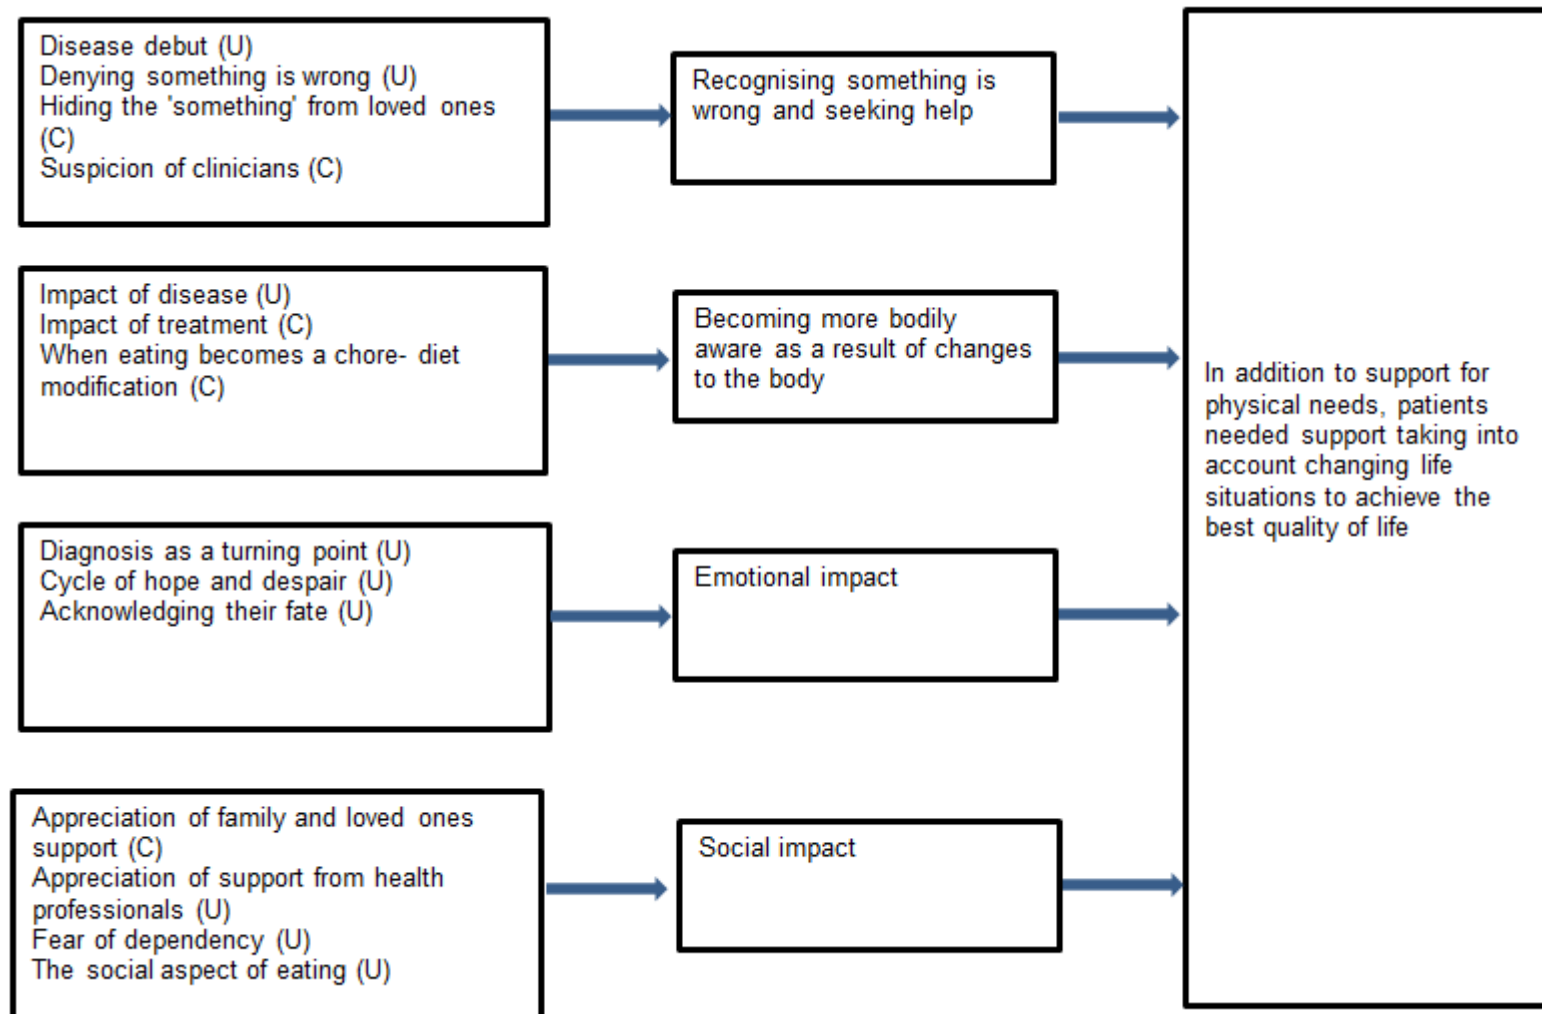 Disease debut (U)
Denying something is wrong (U)
Hiding the 'something' from loved ones
(C)
Suspicion of clinicians (C)
Recognising something is
wrong and seeking help
Impact of disease (U)
Impact of treatment (C)
When eating becomes a chore- diet
modification (C)
Becoming more bodily
aware as a result of changes
to the body
Diagnosis as a turning point (U)
Cycle of hope and despair (U)
Acknowledging their fate (U)
Emotional impact
Appreciation of family and loved ones
support (C)
Appreciation of support from health
professionals (U)
Fear of dependency (U)
The social aspect of eating (U)
Social impact
In addition to support for
physical needs, patients
needed support taking into
account changing life
situations to achieve the
best quality of life